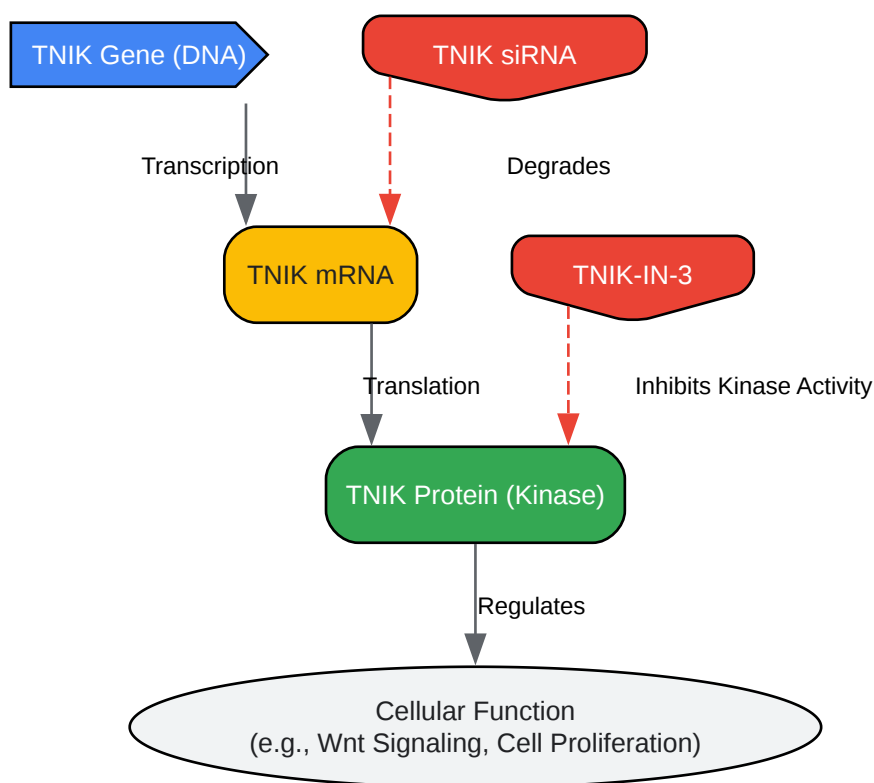 TNIK Gene (DNA)
TNIK siRNA
Transcription
Degrades
TNIK mRNA
TNIK-IN-3
Translation
Inhibits Kinase Activity
TNIK Protein (Kinase)
Regulates
Cellular Function
(e.g., Wnt Signaling, Cell Proliferation)